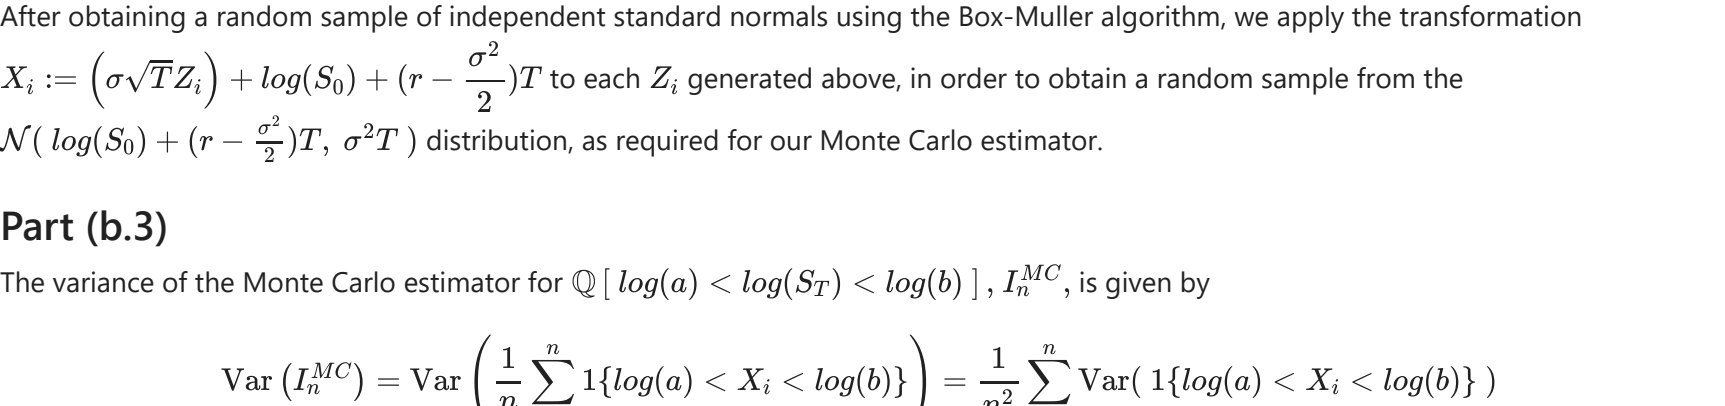 After obtaining a random sample of independent standard normals using the Box-Muller algorithm, we apply the transformation
X_i := (σ√T Z_i) + log(S_0) + (r − σ²/2)T to each Z_i generated above, in order to obtain a random sample from the
𝒩( log(S_0) + (r − σ²/2)T, σ²T ) distribution, as required for our Monte Carlo estimator.
Part (b.3)
The variance of the Monte Carlo estimator for ℚ [ log(a) < log(S_T) < log(b) ] , I_n^{MC}, is given by
Var (I_n^{MC}) = Var ( 1/n ∑^n 1{log(a) < X_i < log(b)} ) = 1/n² ∑^n Var( 1{log(a) < X_i < log(b)} )